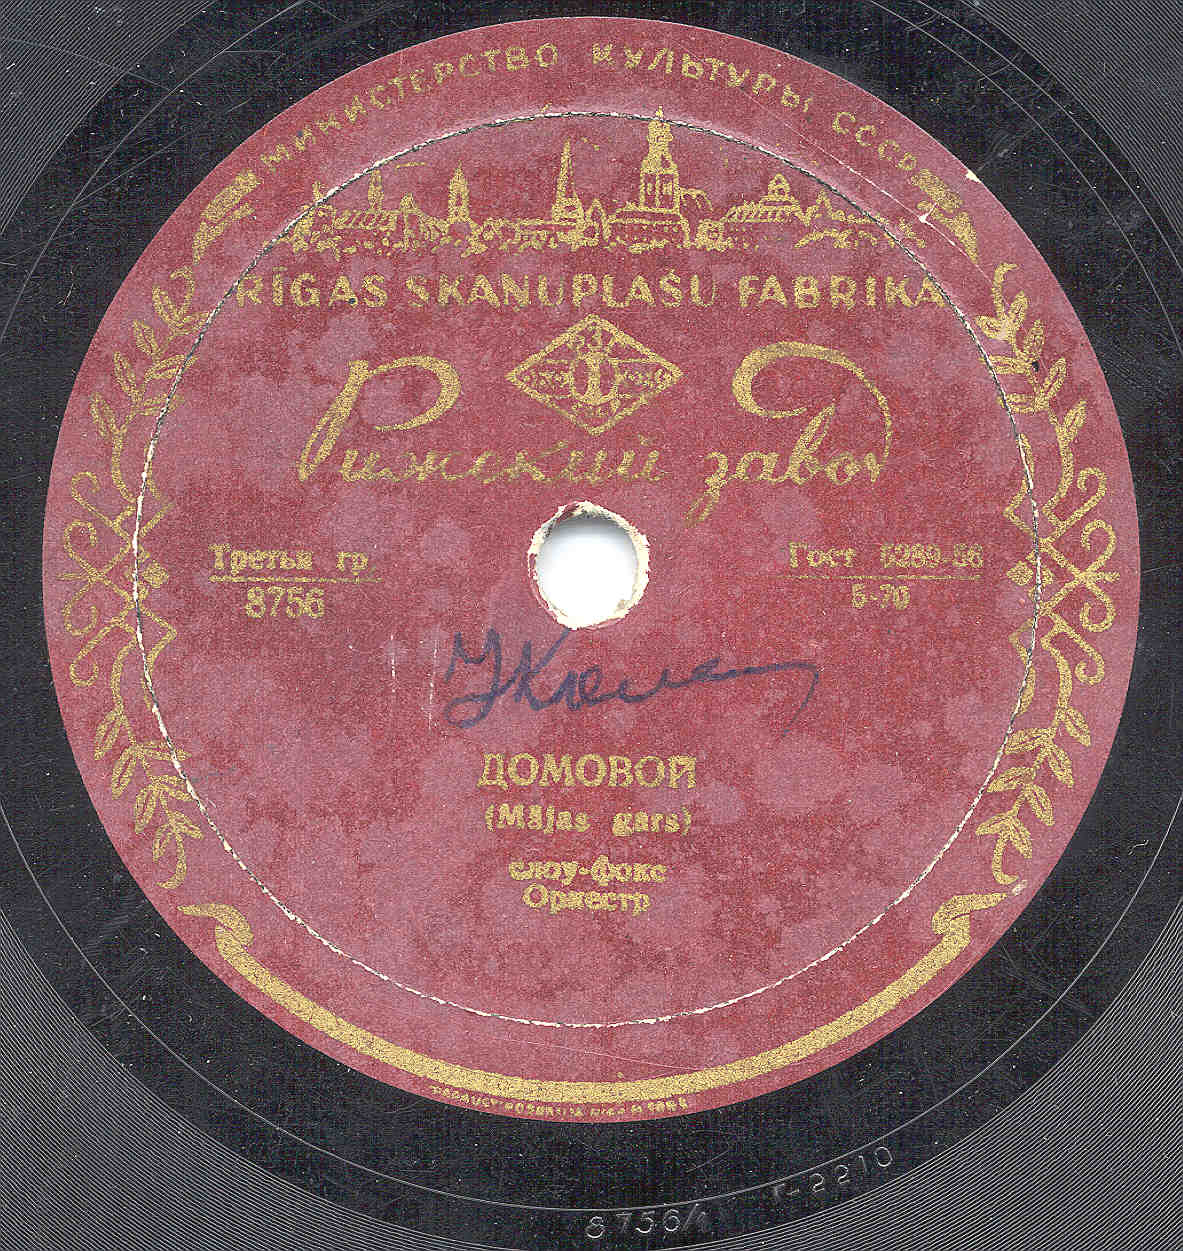 МИНИСТЕРСТВО КУЛЬТУРЫ СССР
RĪGAS SKAŅUPLAŠU FABRIKA
Рижский завод
Третья гр
8756
Гост 5289-56
5-70
ДОМОВОЙ
(Mājas gars)
слоу-фокс
Оркестр
8756/
г-2210